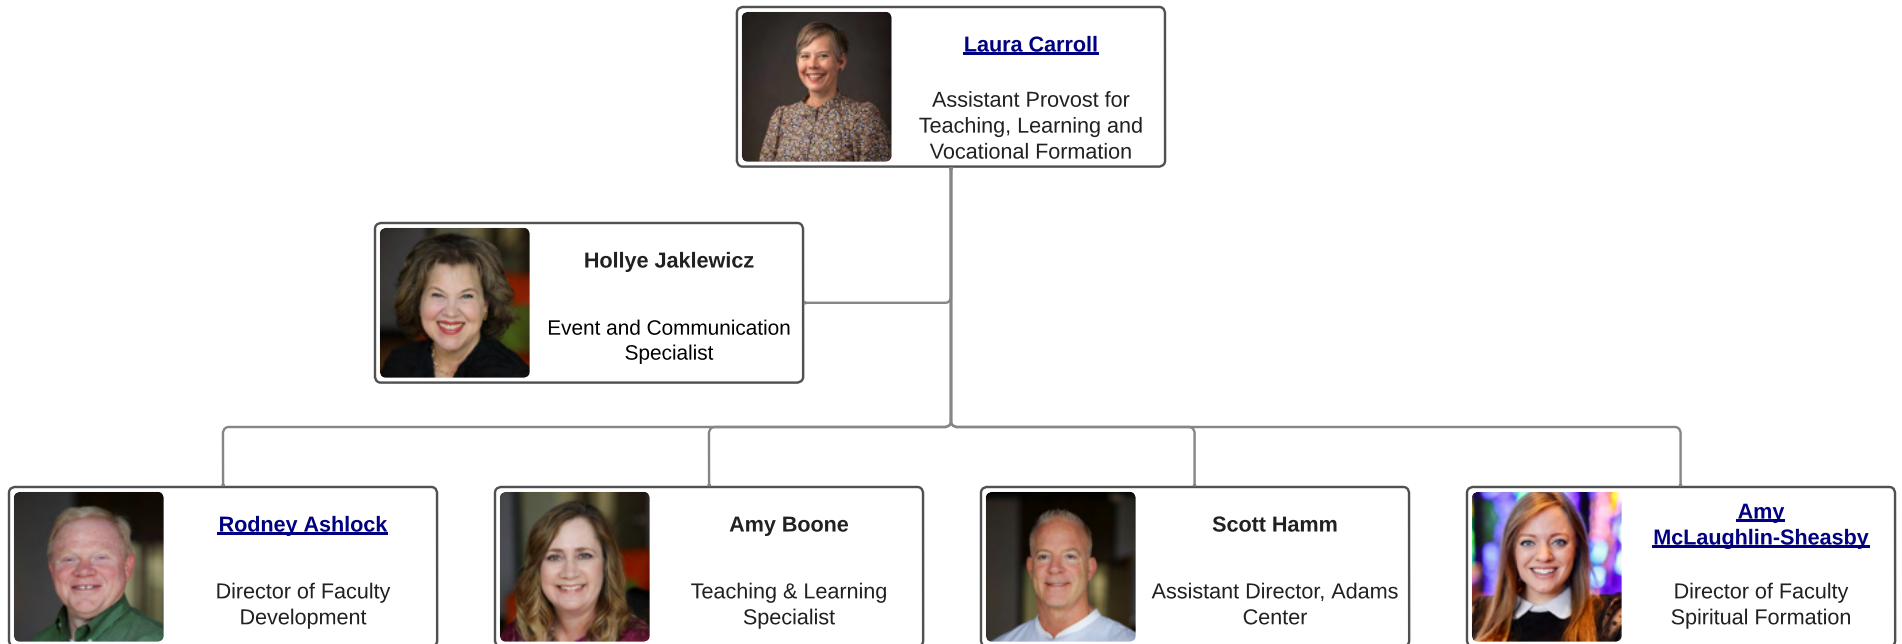 Laura Carroll
Assistant Provost for
Teaching, Learning and
Vocational Formation
Hollye Jaklewicz
Event and Communication
Specialist
Rodney Ashlock
Director of Faculty
Development
Amy Boone
Teaching & Learning
Specialist
Scott Hamm
Assistant Director, Adams
Center
Amy
McLaughlin-Sheasby
Director of Faculty
Spiritual Formation